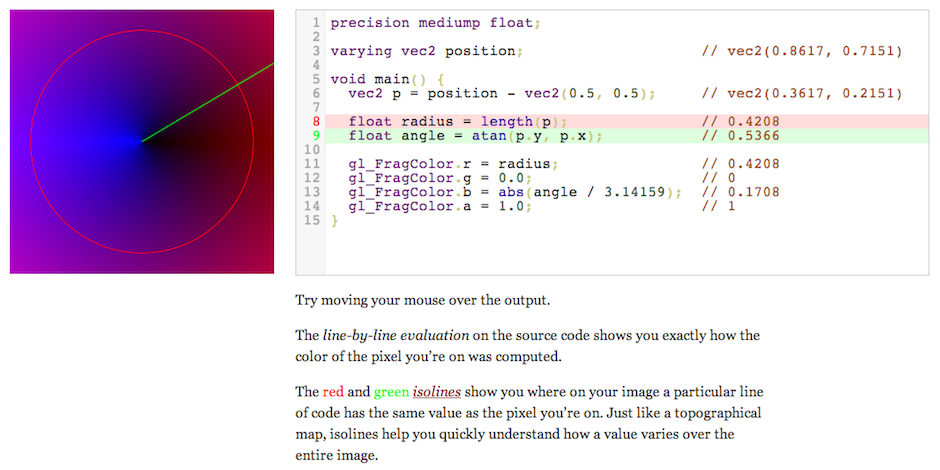 1 precision mediump float;
2
3 varying vec2 position; // vec2(0.8617, 0.7151)
4
5 void main() {
6 vec2 p = position - vec2(0.5, 0.5); // vec2(0.3617, 0.2151)
7
8 float radius = length(p); // 0.4208
9 float angle = atan(p.y, p.x); // 0.5366
10
11 gl_FragColor.r = radius; // 0.4208
12 gl_FragColor.g = 0.0; // 0
13 gl_FragColor.b = abs(angle / 3.14159); // 0.1708
14 gl_FragColor.a = 1.0; // 1
15 }
Try moving your mouse over the output.
The line-by-line evaluation on the source code shows you exactly how the
color of the pixel you’re on was computed.
The red and green isolines show you where on your image a particular line
of code has the same value as the pixel you’re on. Just like a topographical
map, isolines help you quickly understand how a value varies over the
entire image.